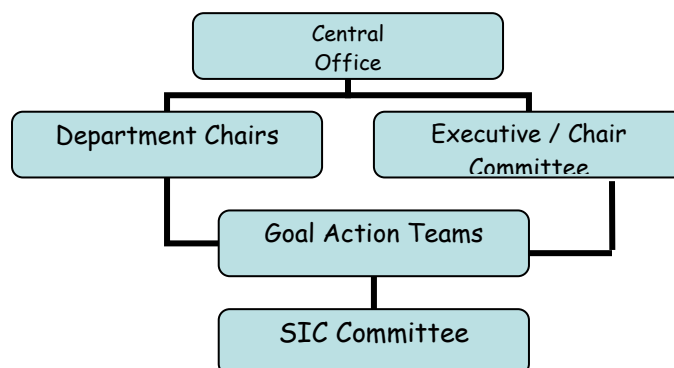 Central
Office
Department Chairs
Executive / Chair
Committee
Goal Action Teams
SIC Committee